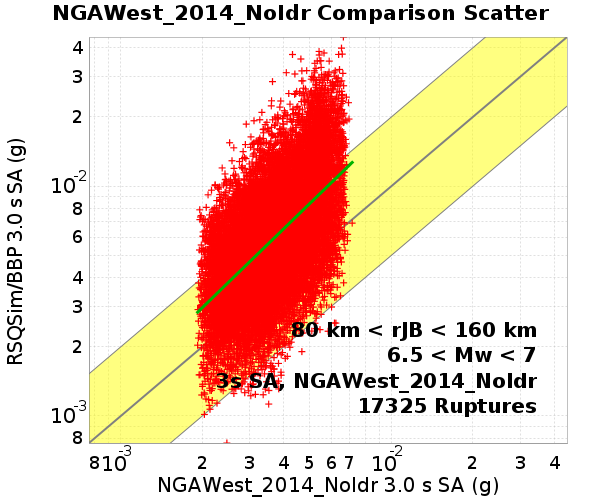 NGAWest_2014_NoIdr Comparison Scatter
RSQSim/BBP 3.0 s SA (g)
4
3
2
10-2
8
6
4
3
2
10-3
8
80 km < rJB < 160 km
6.5 < Mw < 7
3s SA, NGAWest_2014_NoIdr
17325 Ruptures
8 10-3 2 3 4 5 6 7 10-2 2 3 4
NGAWest_2014_NoIdr 3.0 s SA (g)